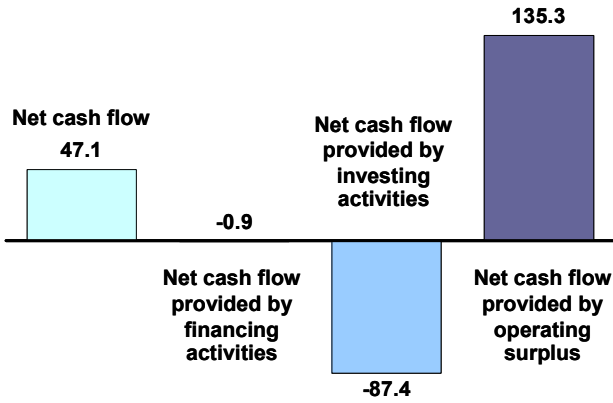 135.3
Net cash flow
47.1
Net cash flow
provided by
investing
activities
-0.9
Net cash flow
provided by
financing
activities
Net cash flow
provided by
operating
surplus
-87.4